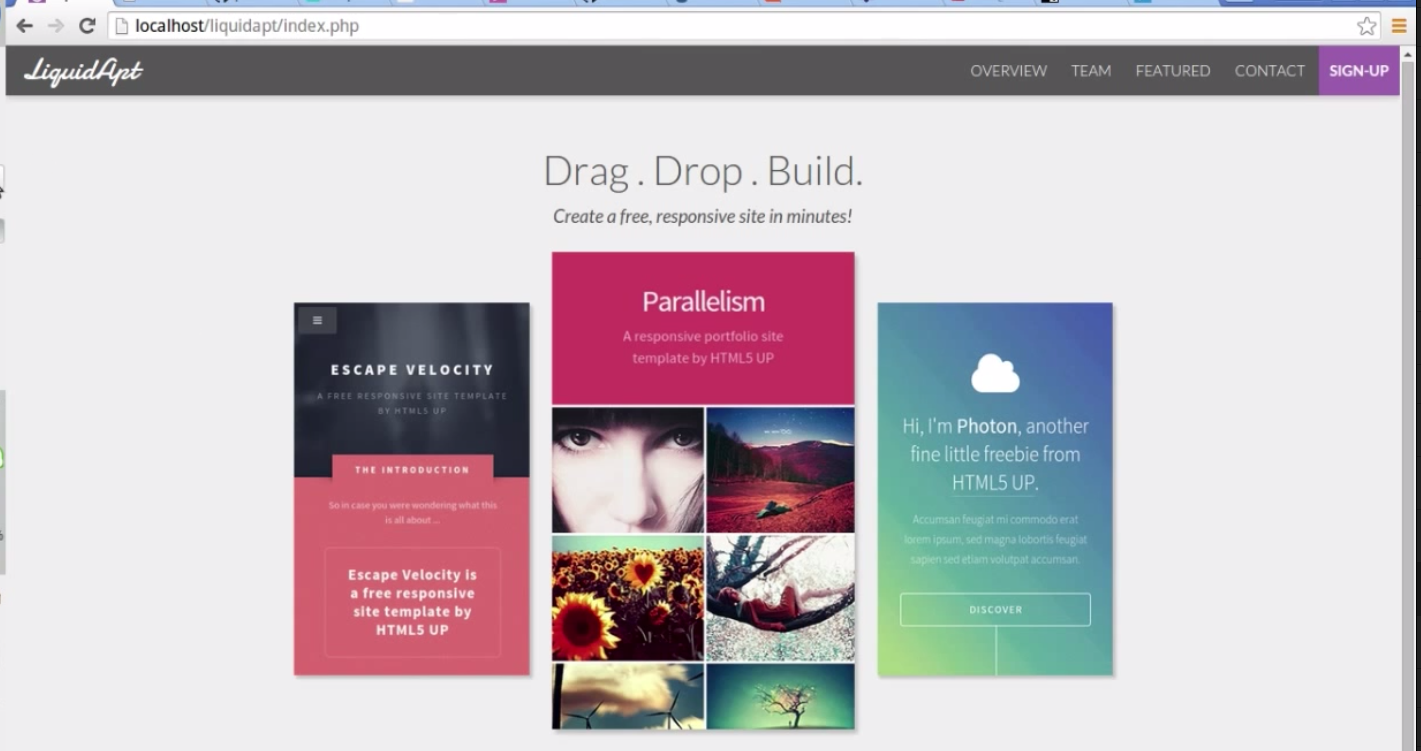 localhost/liquidapt/index.php
LiquidApt
OVERVIEW TEAM FEATURED CONTACT SIGN-UP
Drag . Drop . Build.
Create a free, responsive site in minutes!
ESCAPE VELOCITY
A FREE RESPONSIVE SITE TEMPLATE
BY HTML5 UP
THE INTRODUCTION
So in case you were wondering what this
is all about ...
Escape Velocity is
a free responsive
site template by
HTML5 UP
Parallelism
A responsive portfolio site
template by HTML5 UP
Hi, I'm Photon, another
fine little freebie from
HTML5 UP.
Accumsan feugiat mi commodo erat
lorem ipsum, sed magna lobortis feugiat
sapien sed etiam volutpat accumsan.
DISCOVER